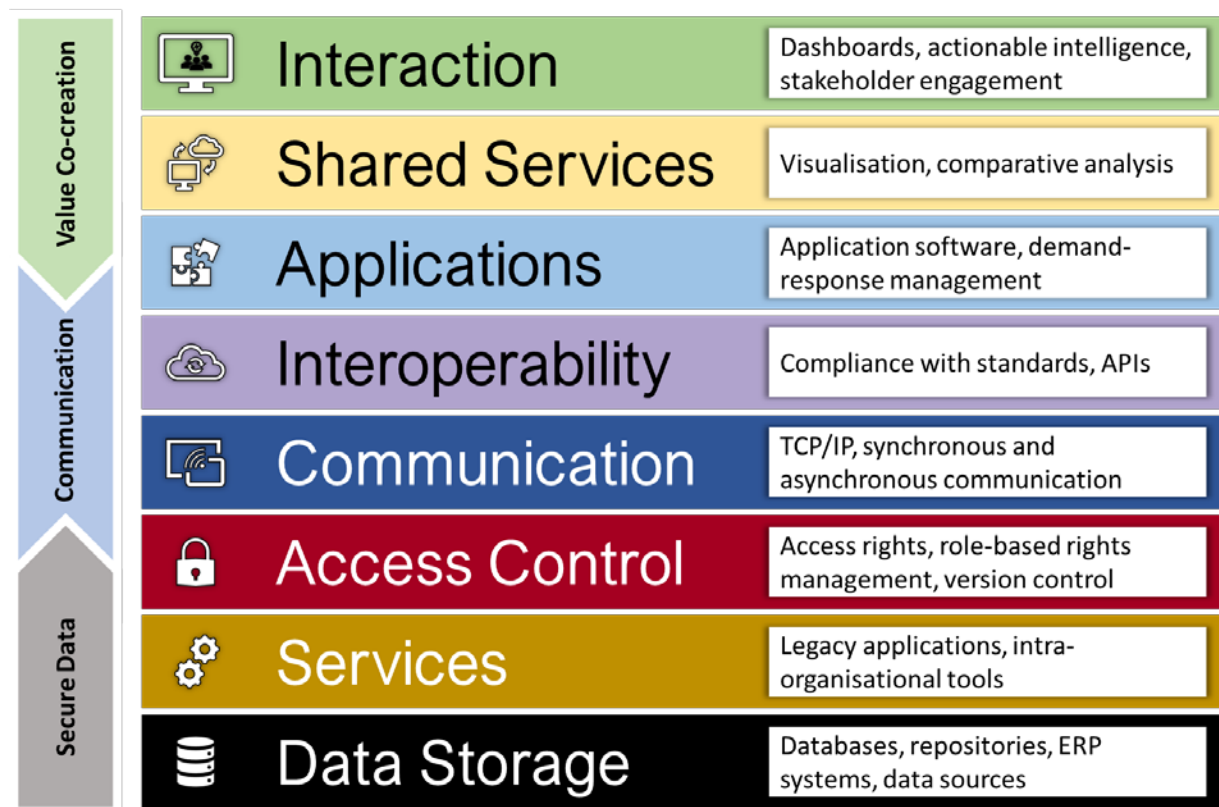 Value Co-creation
Interaction
Dashboards, actionable intelligence,
stakeholder engagement
Shared Services
Visualisation, comparative analysis
Applications
Application software, demand-
response management
Communication
Interoperability
Compliance with standards, APIs
Communication
TCP/IP, synchronous and
asynchronous communication
Secure Data
Access Control
Access rights, role-based rights
management, version control
Services
Legacy applications, intra-
organisational tools
Data Storage
Databases, repositories, ERP
systems, data sources